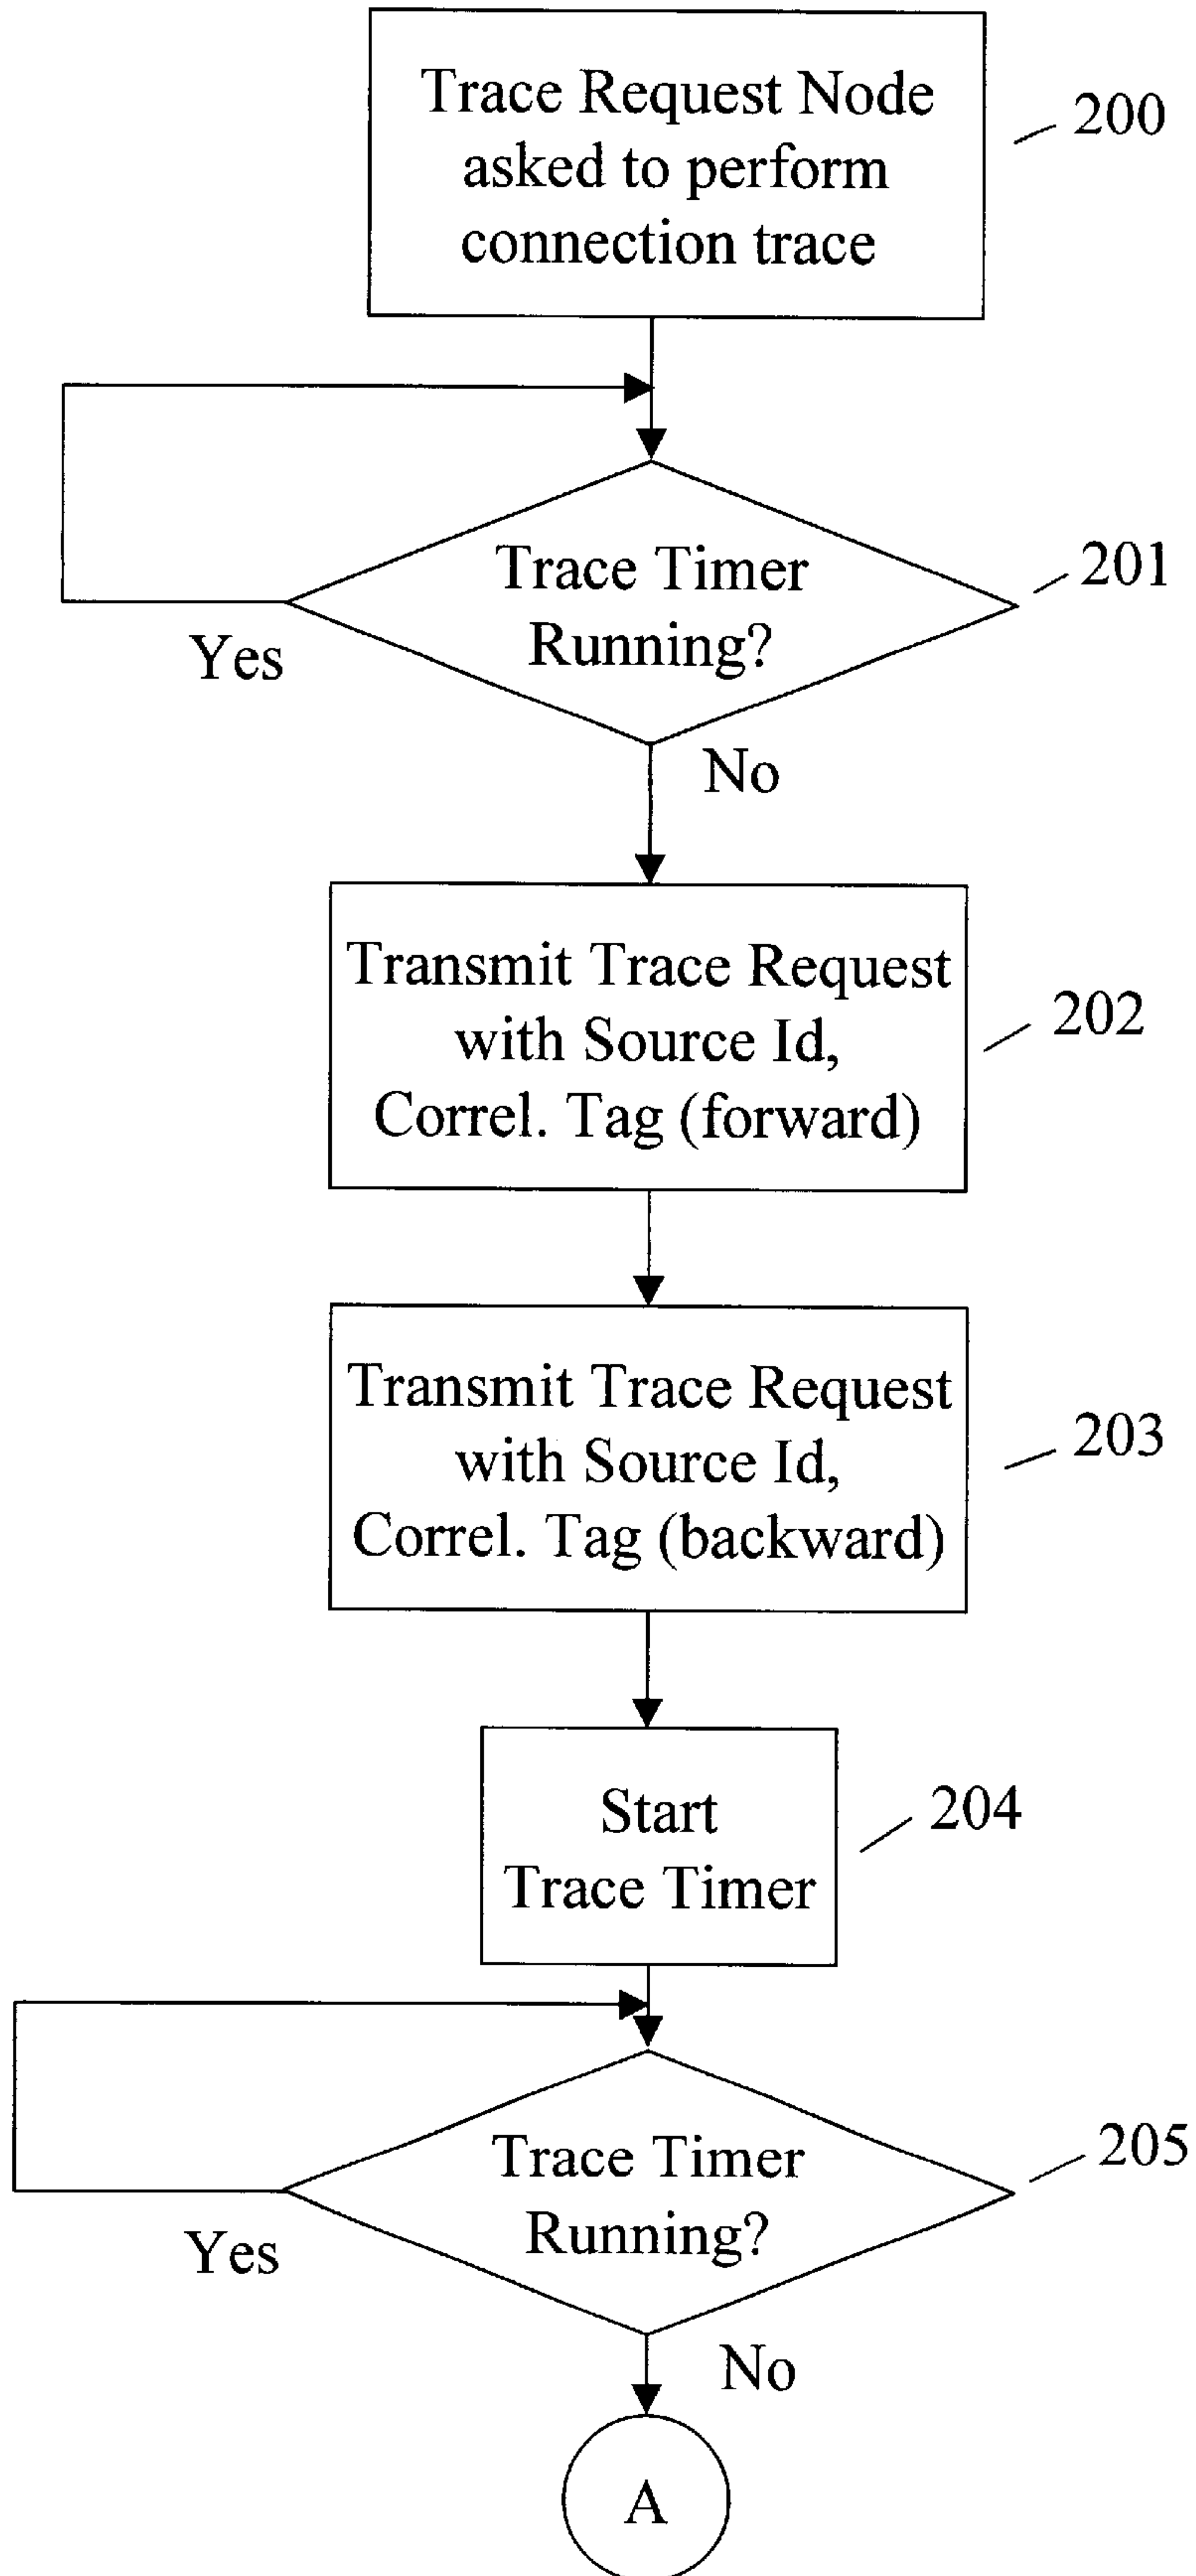 Trace Request Node
asked to perform
connection trace
200
Trace Timer
Running?
201
Yes
No
Transmit Trace Request
with Source Id,
Correl. Tag (forward)
202
Transmit Trace Request
with Source Id,
Correl. Tag (backward)
203
Start
Trace Timer
204
Trace Timer
Running?
205
Yes
No
A